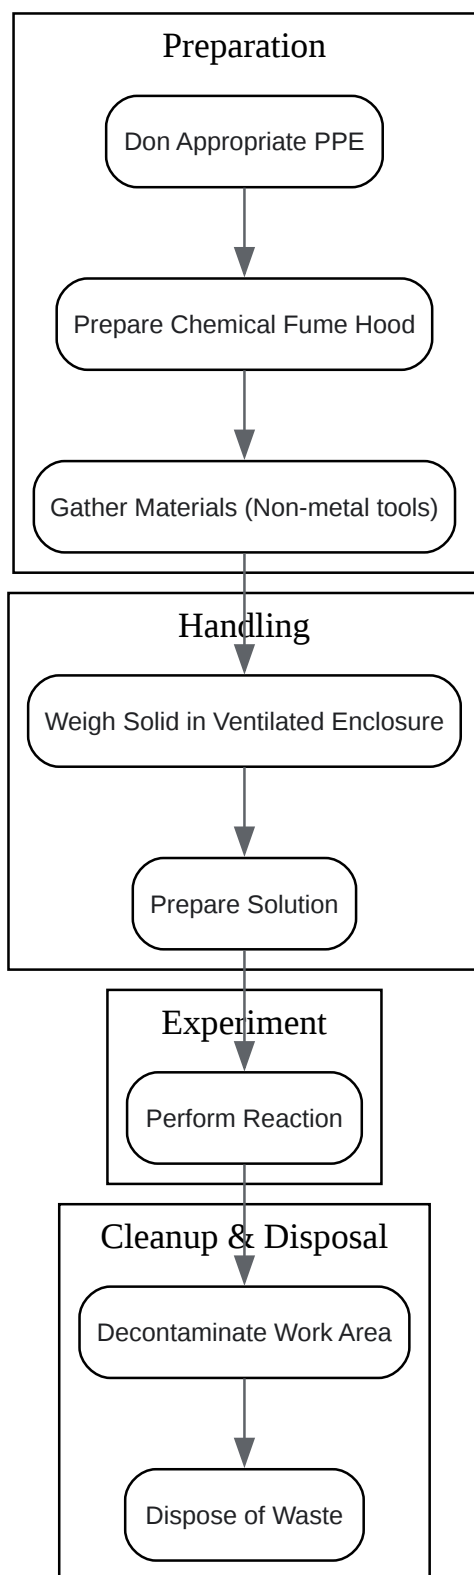 Preparation
Don Appropriate PPE
Prepare Chemical Fume Hood
Gather Materials (Non-metal tools)
Handling
Weigh Solid in Ventilated Enclosure
Prepare Solution
Experiment
Perform Reaction
Cleanup & Disposal
Decontaminate Work Area
Dispose of Waste